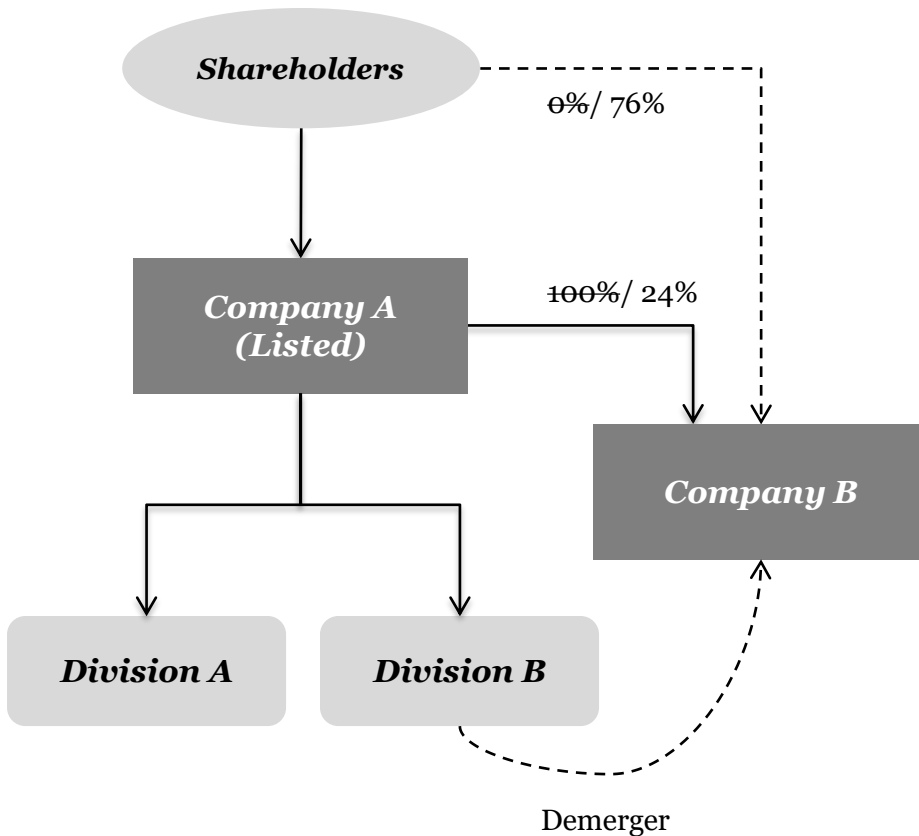 Shareholders
0%/ 76%
Company A
(Listed)
100%/ 24%
Company B
Division A
Division B
Demerger